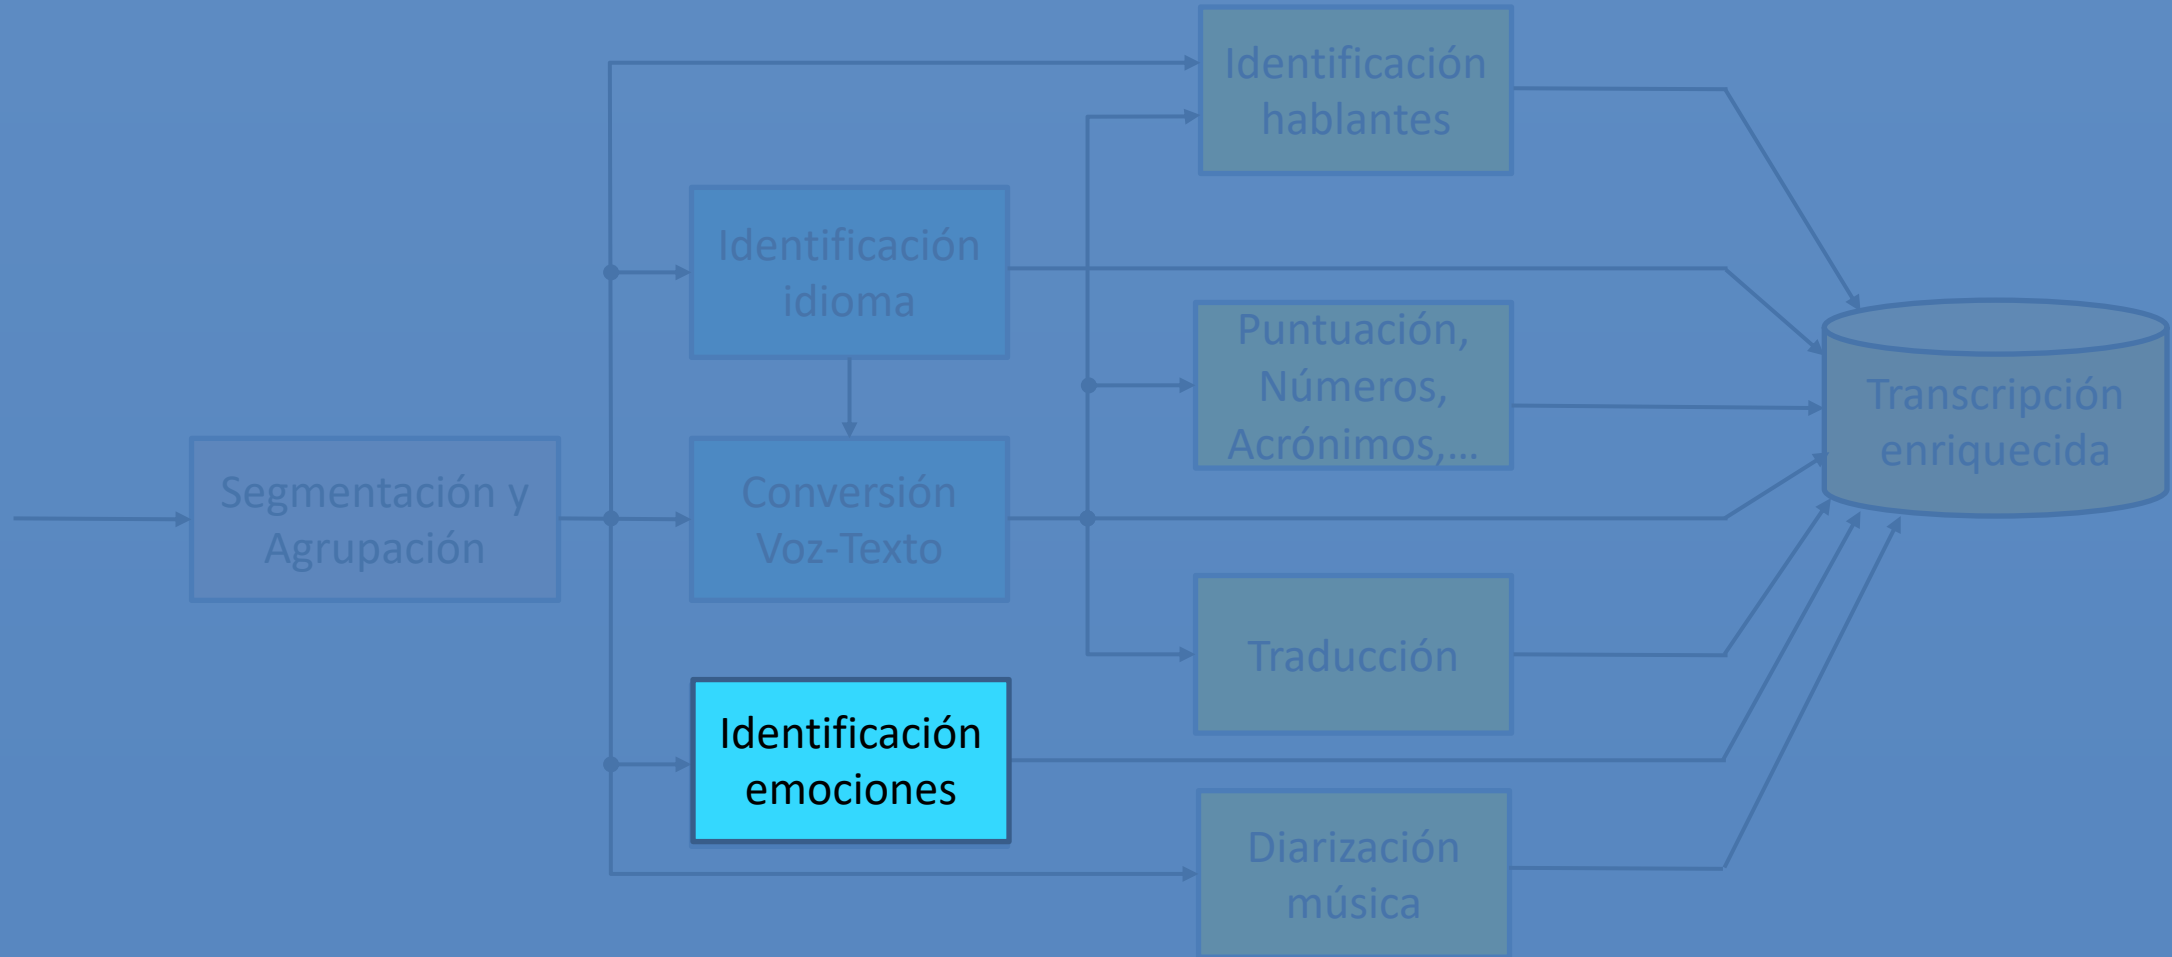 Identificación
hablantes
Identificación
idioma
Puntuación,
Números,
Acrónimos,...
Transcripción
enriquecida
Segmentación y
Agrupación
Conversión
Voz-Texto
Traducción
Identificación
emociones
Diarización
música